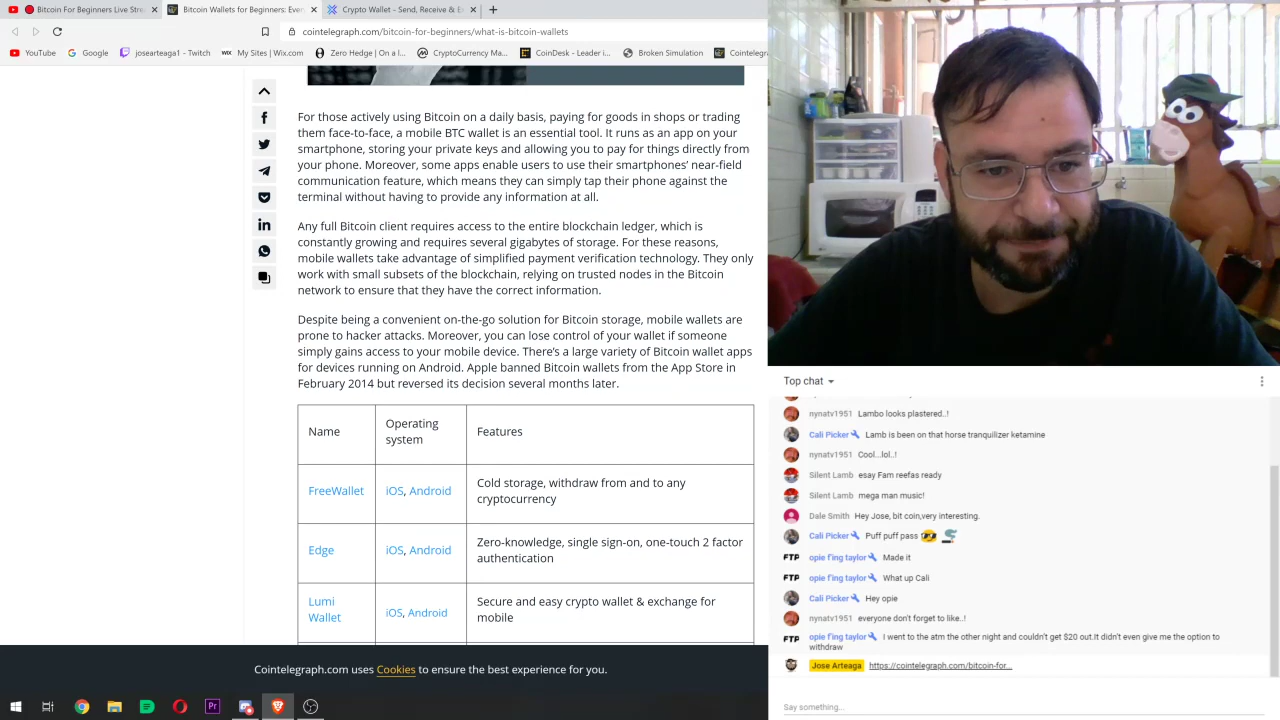 Bitcoin For Beginners Live Stre
Bitcoin Wallets for Beginners: Ever
Crypto Wallet – Send, Receive & E
cointelegraph.com/bitcoin-for-beginners/what-is-bitcoin-wallets
YouTube
Google
josearteaga1 - Twitch
My Sites | Wix.com
Zero Hedge | On a l...
CryptoCurrency Ma...
CoinDesk - Leader i...
Broken Simulation
Cointelegr
For those actively using Bitcoin on a daily basis, paying for goods in shops or trading
them face-to-face, a mobile BTC wallet is an essential tool. It runs as an app on your
smartphone, storing your private keys and allowing you to pay for things directly from
your phone. Moreover, some apps enable users to use their smartphones’ near-field
communication feature, which means they can simply tap their phone against the
terminal without having to provide any information at all.
Any full Bitcoin client requires access to the entire blockchain ledger, which is
constantly growing and requires several gigabytes of storage. For these reasons,
mobile wallets take advantage of simplified payment verification technology. They only
work with small subsets of the blockchain, relying on trusted nodes in the Bitcoin
network to ensure that they have the correct information.
Despite being a convenient on-the-go solution for Bitcoin storage, mobile wallets are
prone to hacker attacks. Moreover, you can lose control of your wallet if someone
simply gains access to your mobile device. There’s a large variety of Bitcoin wallet apps
for devices running on Android. Apple banned Bitcoin wallets from the App Store in
February 2014 but reversed its decision several months later.
Name
Operating
system
Features
FreeWallet
iOS, Android
Cold storage, withdraw from and to any
cryptocurrency
Edge
iOS, Android
Zero-knowledge, single sign-on, one-touch 2 factor
authentication
Lumi
Wallet
iOS, Android
Secure and easy crypto wallet & exchange for
mobile
Cointelegraph.com uses Cookies to ensure the best experience for you.
Top chat
nynatv1951 Lambo looks plastered..!
Cali Picker Lamb is been on that horse tranquilizer ketamine
nynatv1951 Cool...lol..!
Silent Lamb esay Fam reefas ready
Silent Lamb mega man music!
Dale Smith Hey Jose, bit coin,very interesting.
Cali Picker Puff puff pass
FTP opie f'ing taylor Made it
FTP opie f'ing taylor What up Cali
Cali Picker Hey opie
nynatv1951 everyone don't forget to like..!
FTP opie f'ing taylor I went to the atm the other night and couldn't get $20 out.It didn't even give me the option to
withdraw
Jose Arteaga https://cointelegraph.com/bitcoin-for...
Say something...